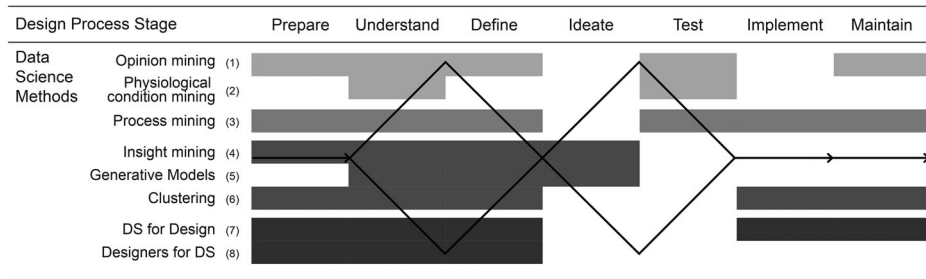 Design Process Stage Prepare Understand Define Ideate Test Implement Maintain
Data Science Methods
Opinion mining (1)
Physiological condition mining (2)
Process mining (3)
Insight mining (4)
Generative Models (5)
Clustering (6)
DS for Design (7)
Designers for DS (8)